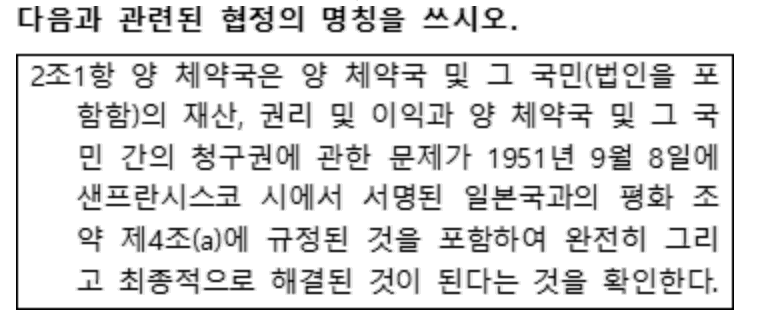 다음과 관련된 협정의 명칭을 쓰시오.
2조1항 양 체약국은 양 체약국 및 그 국민(법인을 포
함함)의 재산, 권리 및 이익과 양 체약국 및 그 국
민 간의 청구권에 관한 문제가 1951년 9월 8일에
샌프란시스코 시에서 서명된 일본국과의 평화 조
약 제4조(a)에 규정된 것을 포함하여 완전히 그리
고 최종적으로 해결된 것이 된다는 것을 확인한다.